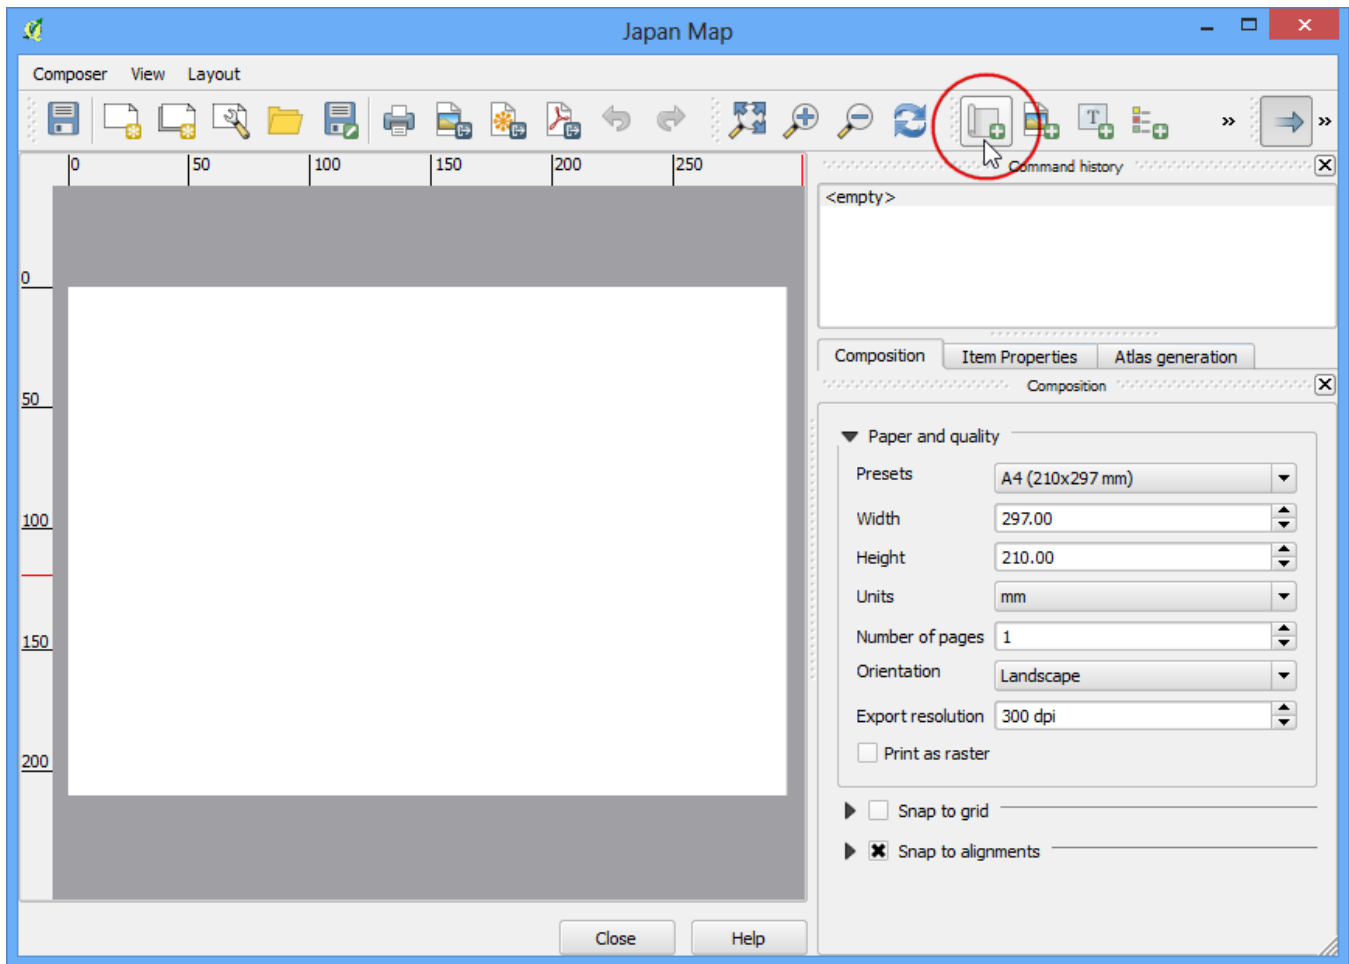 Japan Map
Composer View Layout
T
» »
0 50 100 150 200 250
Command history
<empty>
0
50
100
150
200
Composition Item Properties Atlas generation
Composition
Paper and quality
Presets A4 (210x297 mm)
Width 297.00
Height 210.00
Units mm
Number of pages 1
Orientation Landscape
Export resolution 300 dpi
Print as raster
Snap to grid
Snap to alignments
Close Help